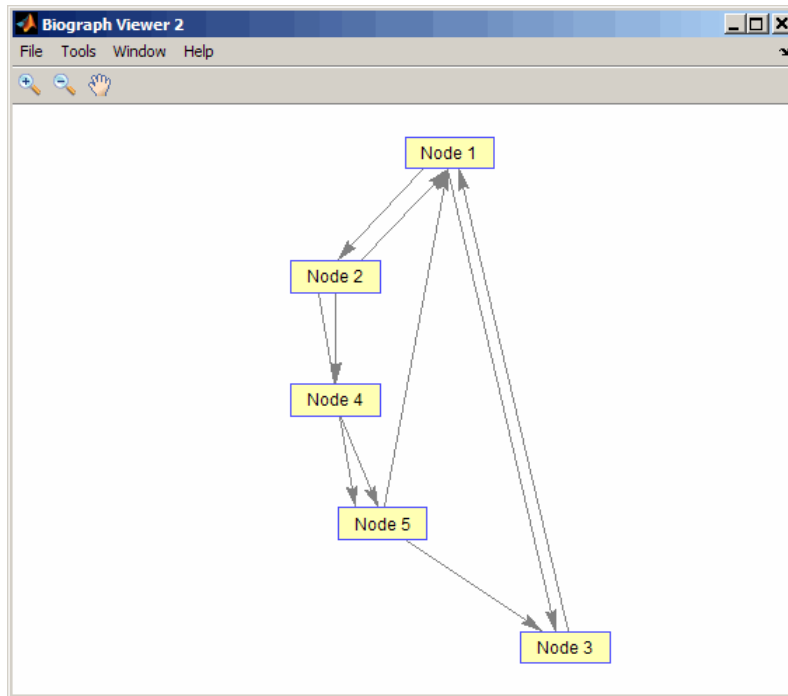 Biograph Viewer 2
File Tools Window Help
Node 1
Node 2
Node 4
Node 5
Node 3